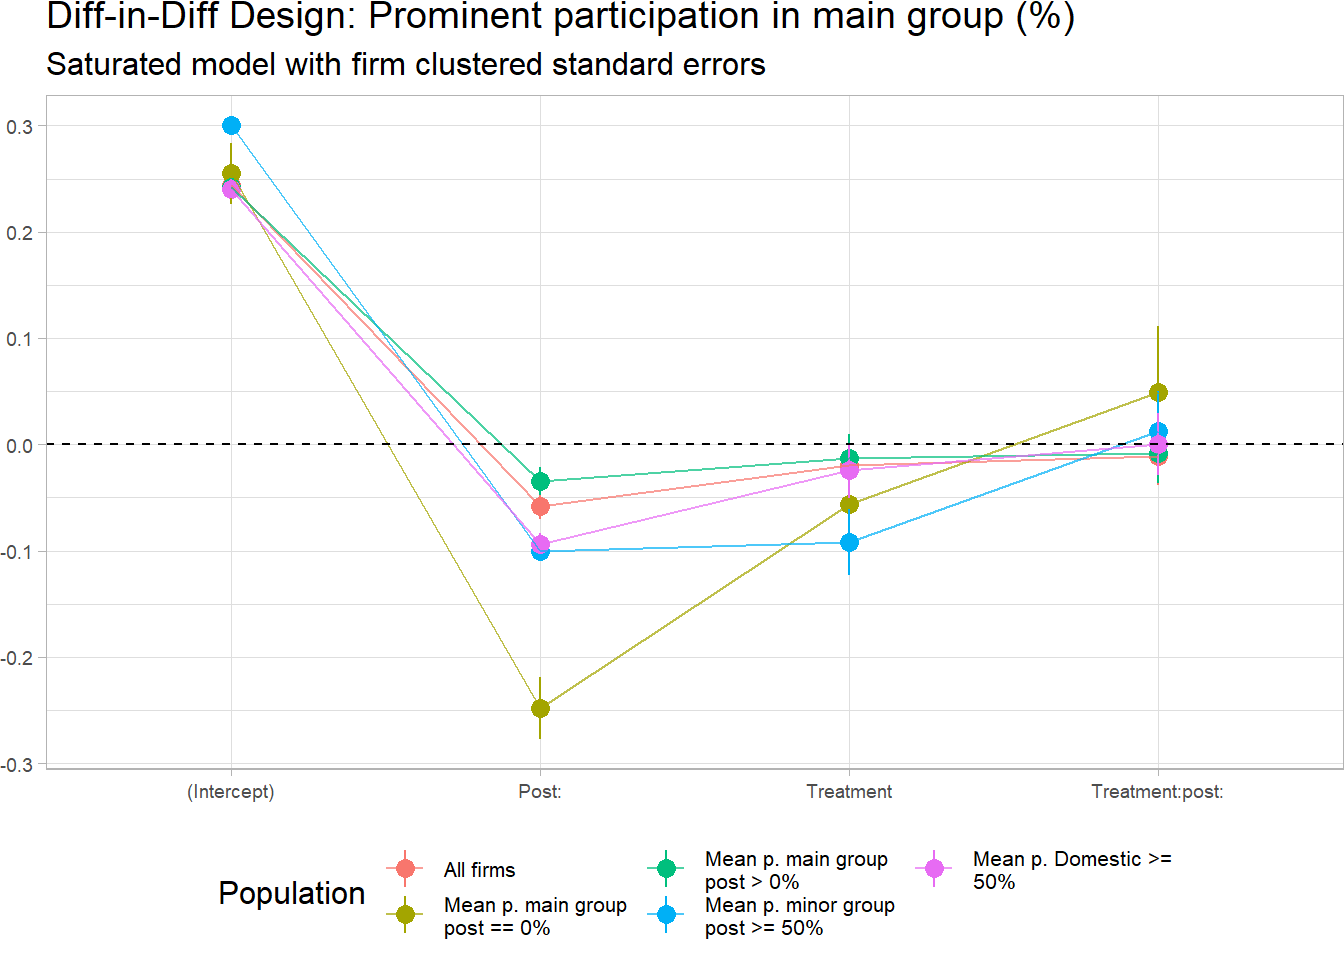 Diff-in-Diff Design: Prominent participation in main group (%)
Saturated model with firm clustered standard errors
0.3
0.2
0.1
0.0
-0.1
-0.2
-0.3
(Intercept)
Post:
Treatment
Treatment:post:
Population
All firms
Mean p. main group
post == 0%
Mean p. main group
post > 0%
Mean p. minor group
post >= 50%
Mean p. Domestic >=
50%